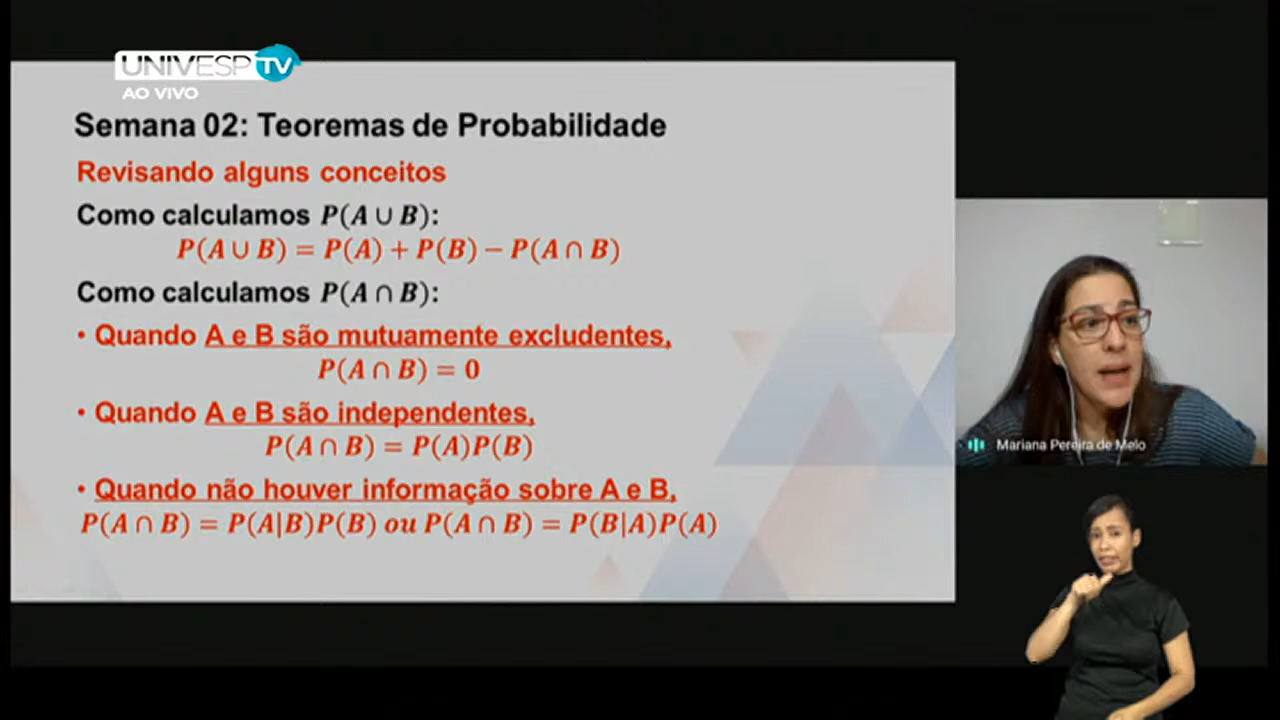 UNIVESP TV
AO VIVO
Semana 02: Teoremas de Probabilidade
Revisando alguns conceitos
Como calculamos P(A ∪ B):
P(A ∪ B) = P(A) + P(B) − P(A ∩ B)
Como calculamos P(A ∩ B):
• Quando A e B são mutuamente excludentes,
P(A ∩ B) = 0
• Quando A e B são independentes,
P(A ∩ B) = P(A)P(B)
• Quando não houver informação sobre A e B,
P(A ∩ B) = P(A|B)P(B) ou P(A ∩ B) = P(B|A)P(A)
Mariana Pereira de Melo